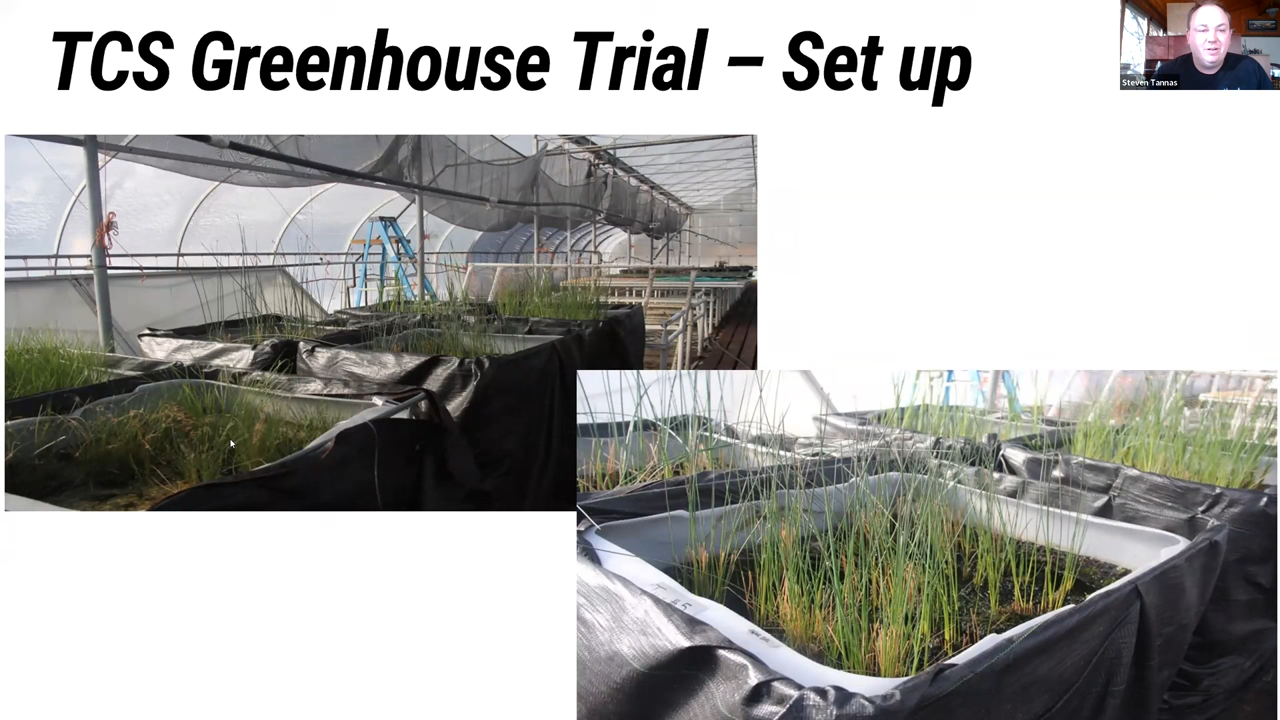 TCS Greenhouse Trial – Set up
Steven Tannas